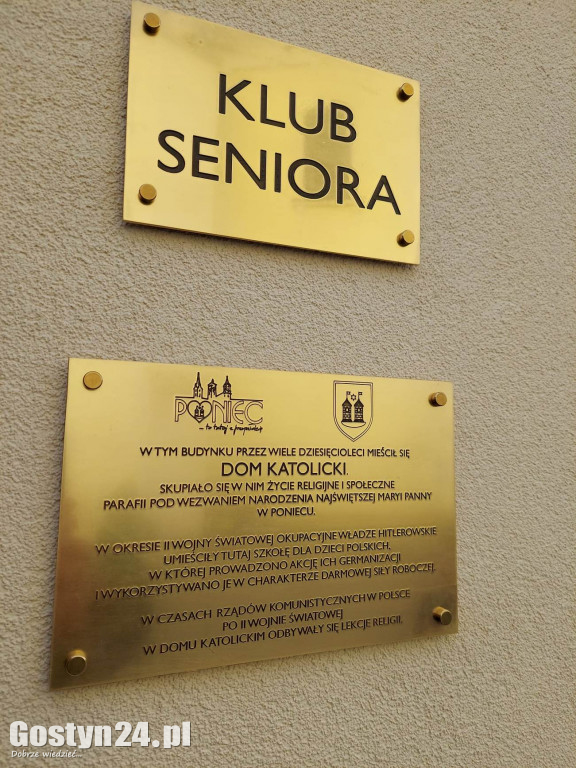 KLUB
SENIORA
PONIEC
W TYM BUDYNKU PRZEZ WIELE DZIESIĘCIOLECI MIEŚCIŁ SIĘ
DOM KATOLICKI.
SKUPIAŁO SIĘ W NIM ŻYCIE RELIGIJNE I SPOŁECZNE
PARAFII POD WEZWANIEM NARODZENIA NAJŚWIĘTSZEJ MARYI PANNY
W PONIECU.
W OKRESIE II WOJNY ŚWIATOWEJ OKUPACYJNE WŁADZE HITLEROWSKIE
UMIEŚCIŁY TUTAJ SZKOŁĘ DLA DZIECI POLSKICH,
W KTÓREJ PROWADZONO AKCJĘ ICH GERMANIZACJI
I WYKORZYSTYWANO JE W CHARAKTERZE DARMOWEJ SIŁY ROBOCZEJ.
W CZASACH RZĄDÓW KOMUNISTYCZNYCH W POLSCE
PO II WOJNIE ŚWIATOWEJ
W DOMU KATOLICKIM ODBYWAŁY SIĘ LEKCJE RELIGII.
Gostyn24.pl
Dobrze wiedzieć...